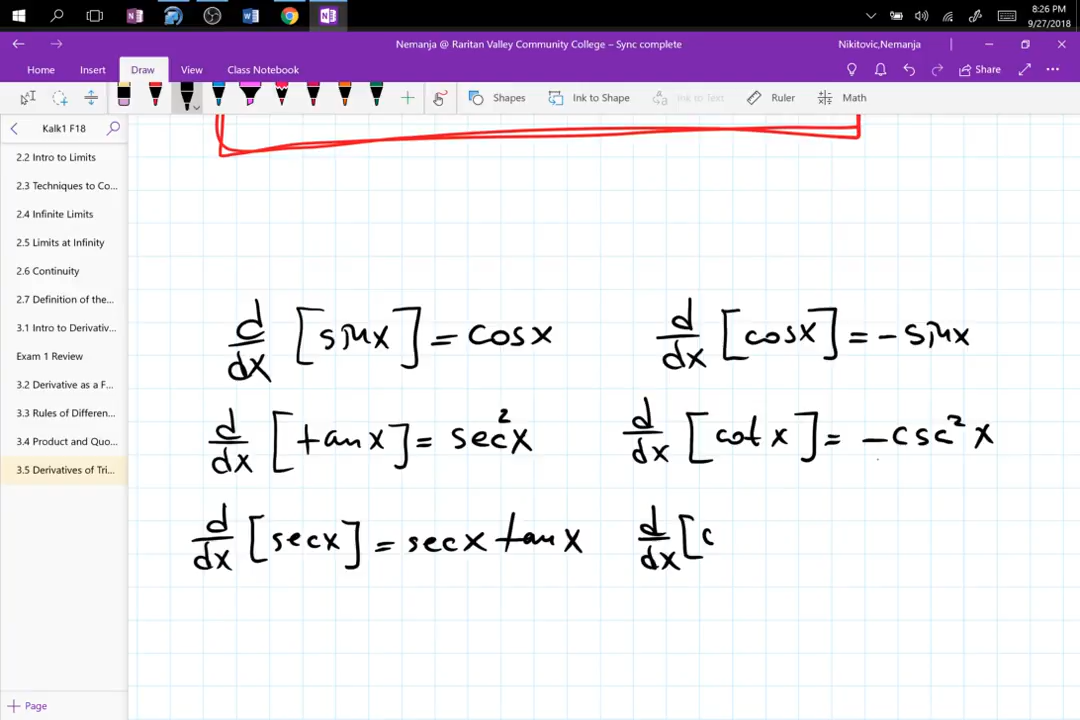 8:26 PM
9/27/2018
Nemanja @ Raritan Valley Community College – Sync complete
Nikitovic,Nemanja
Home Insert Draw View Class Notebook
Share
Shapes Ink to Shape Ink to Text Ruler Math
Kalk1 F18
2.2 Intro to Limits
2.3 Techniques to Co...
2.4 Infinite Limits
2.5 Limits at Infinity
2.6 Continuity
2.7 Definition of the...
3.1 Intro to Derivativ...
Exam 1 Review
3.2 Derivative as a F...
3.3 Rules of Differen...
3.4 Product and Quo...
3.5 Derivatives of Tri...
Page
d/dx [sin x] = cos x
d/dx [cos x] = - sin x
d/dx [tan x] = sec² x
d/dx [cot x] = - csc² x
d/dx [sec x] = sec x tan x
d/dx [c